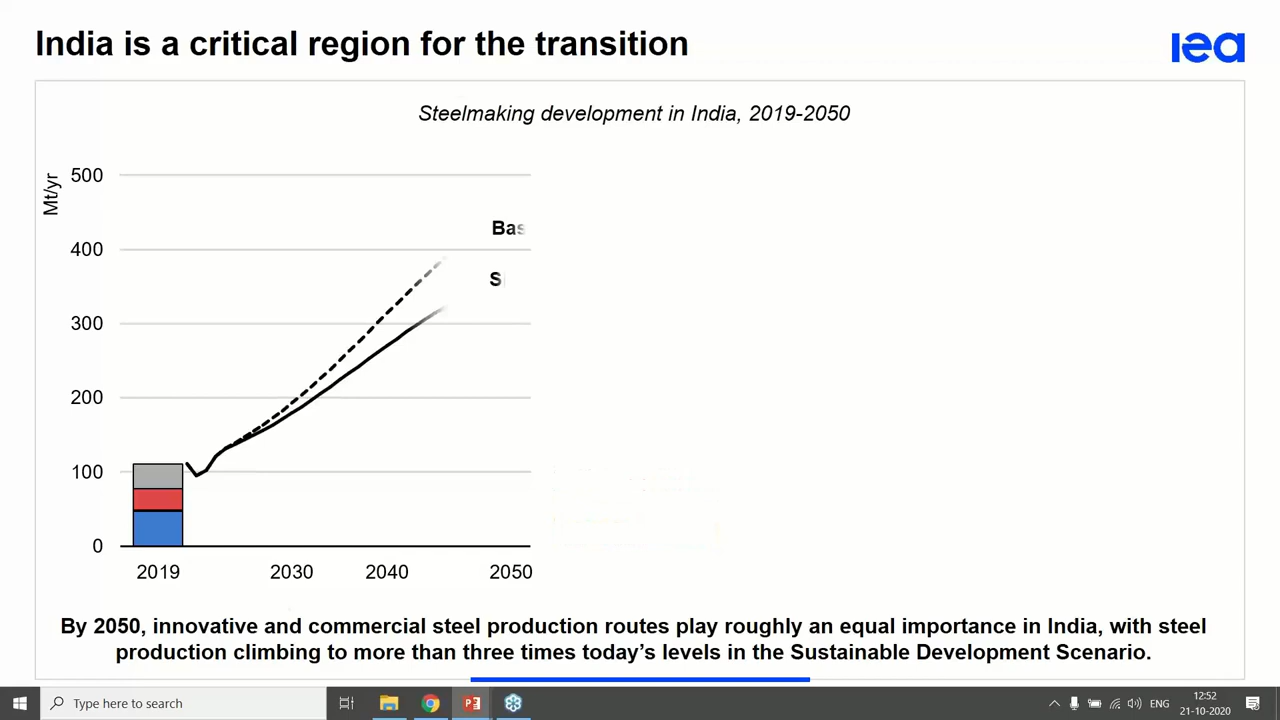 India is a critical region for the transition
iea
Steelmaking development in India, 2019-2050
Mt/yr
500
400
300
200
100
0
2019 2030 2040 2050
By 2050, innovative and commercial steel production routes play roughly an equal importance in India, with steel
production climbing to more than three times today's levels in the Sustainable Development Scenario.
Type here to search
ENG
12:52
21-10-2020